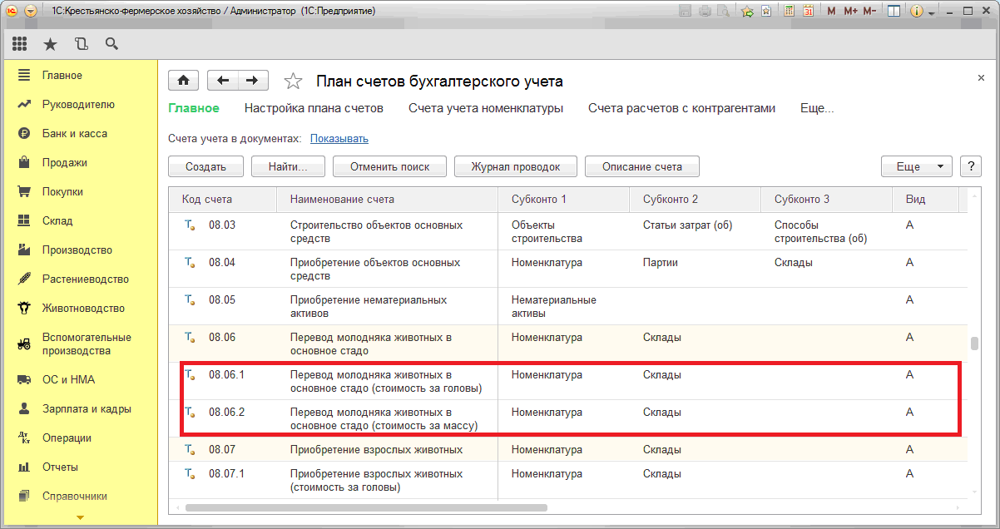 1С:Крестьянско-Фермерское хозяйство / Администратор (1С:Предприятие)
31 M M+ M- i
Главное
Руководителю
Банк и касса
Продажи
Покупки
Склад
Производство
Растениеводство
Животноводство
Вспомогательные
производства
ОС и НМА
Зарплата и кадры
Дт Кт Операции
Отчеты
Справочники
План счетов бухгалтерского учета
Главное Настройка плана счетов Счета учета номенклатуры Счета расчетов с контрагентами Еще...
Счета учета в документах: Показывать
Создать Найти... Отменить поиск Журнал проводок Описание счета Еще ?
Код счета Наименование счета Субконто 1 Субконто 2 Субконто 3 Вид
Т 08.03 Строительство объектов основных Объекты Статьи затрат (об) Способы А
средств строительства строительства (об)
Т 08.04 Приобретение объектов основных Номенклатура Партии Склады А
средств
Т 08.05 Приобретение нематериальных Нематериальные А
активов активы
Т 08.06 Перевод молодняка животных в Номенклатура Склады А
основное стадо
Т 08.06.1 Перевод молодняка животных в Номенклатура Склады А
основное стадо (стоимость за головы)
Т 08.06.2 Перевод молодняка животных в Номенклатура Склады А
основное стадо (стоимость за массу)
Т 08.07 Приобретение взрослых животных Номенклатура Склады А
Т 08.07.1 Приобретение взрослых животных Номенклатура Склады А
(стоимость за головы)